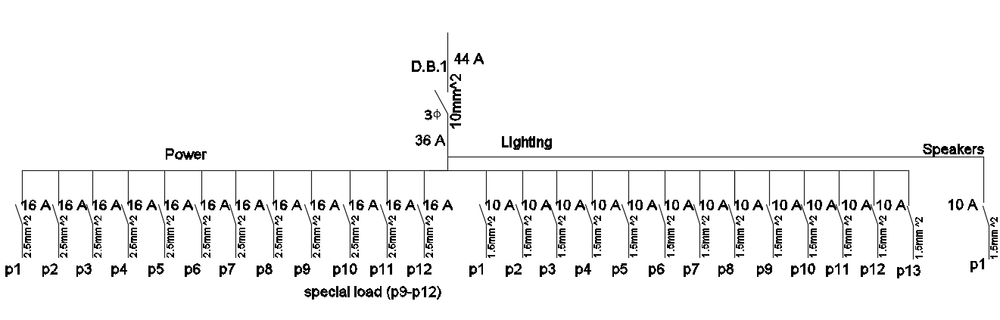 44 A
D.B.1
10mm^2
3ϕ
36 A
Lighting
Power
Speakers
16 A 16 A 16 A 16 A 16 A 16 A 16 A 16 A 16 A 16 A 16 A 16 A
10 A 10 A 10 A 10 A 10 A 10 A 10 A 10 A 10 A 10 A 10 A 10 A
10 A
2.5mm^2 2.5mm^2 2.5mm^2 2.5mm^2 2.5mm^2 2.5mm^2 2.5mm^2 2.5mm^2 2.5mm^2 2.5mm^2 2.5mm^2 2.5mm^2
1.5mm^2 1.5mm^2 1.5mm^2 1.5mm^2 1.5mm^2 1.5mm^2 1.5mm^2 1.5mm^2 1.5mm^2 1.5mm^2 1.5mm^2 1.5mm^2 1.5mm^2
1.5mm^2
p1 p2 p3 p4 p5 p6 p7 p8 p9 p10 p11 p12
p1 p2 p3 p4 p5 p6 p7 p8 p9 p10 p11 p12 p13
p1
special load (p9-p12)